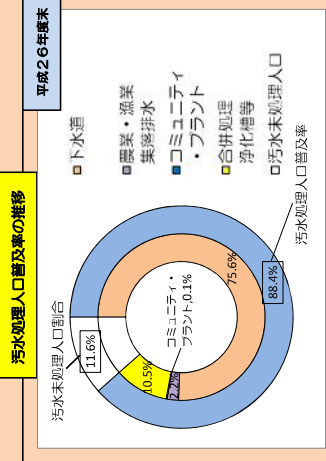 汚水処理人口普及率の推移
平成26年度末
汚水未処理人口割合
11.6%
10.5%
2.2%
コミュニティ・
プラント,0.1%
75.6%
88.4%
汚水処理人口普及率
下水道
農業・漁業
集落排水
コミュニティ
・プラント
合併処理
浄化槽等
汚水未処理人口